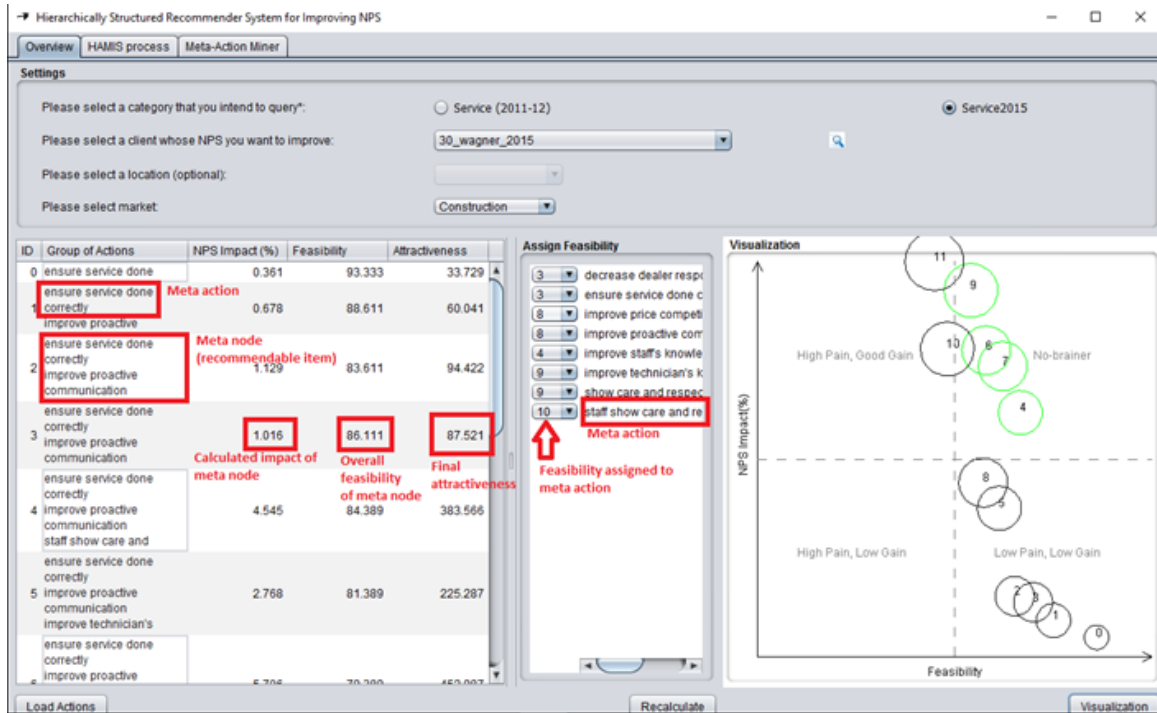 Hierarchically Structured Recommender System for Improving NPS
Overview HAMIS process Meta-Action Miner
Settings
Please select a category that you intend to query*: Service (2011-12) Service2015
Please select a client whose NPS you want to improve: 30_wagner_2015
Please select a location (optional):
Please select market: Construction
ID Group of Actions NPS Impact (%) Feasibility Attractiveness
0 ensure service done 0.361 93.333 33.729
ensure service done
correctly
improve proactive
1 0.678 88.611 60.041
Meta action
ensure service done
correctly
improve proactive
communication
2 1.129 83.611 94.422
Meta node
(recommendable item)
ensure service done
correctly
improve proactive
communication
3 1.016 86.111 87.521
Calculated impact of
meta node
Overall
feasibility
of meta node
Final
attractiveness
ensure service done
correctly
improve proactive
communication
staff show care and
4 4.545 84.389 383.566
ensure service done
correctly
improve proactive
communication
improve technician's
5 2.768 81.389 225.287
ensure service done
correctly
improve proactive
Load Actions
Assign Feasibility
3 decrease dealer respo
3 ensure service done c
8 improve price competi
8 improve proactive com
4 improve staff's knowle
9 improve technician's k
9 show care and respec
10 staff show care and re
Meta action
Feasibility assigned to
meta action
Recalculate
Visualization
NPS Impact(%)
11
9
10
6
7
4
8
5
2
3
1
0
High Pain, Good Gain
No-brainer
High Pain, Low Gain
Low Pain, Low Gain
Feasibility
Visualization